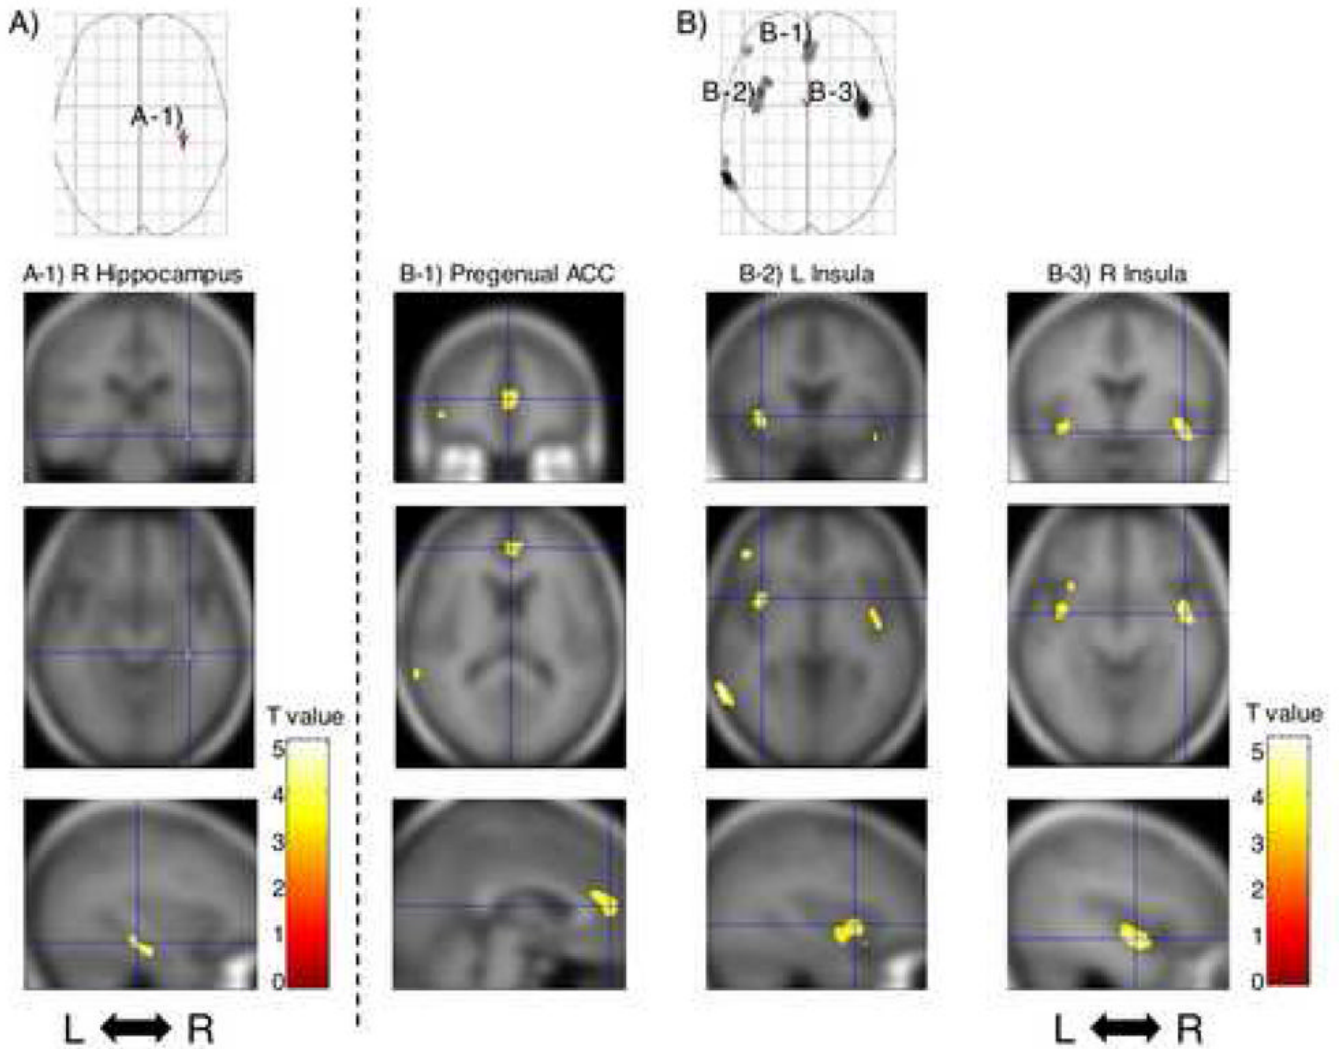 A)
B)
B-1)
A-1)
B-2)
B-3)
A-1) R Hippocampus
B-1) Pregenual ACC
B-2) L Insula
B-3) R Insula
T value
5
4
3
2
1
0
T value
5
4
3
2
1
0
L R
L R